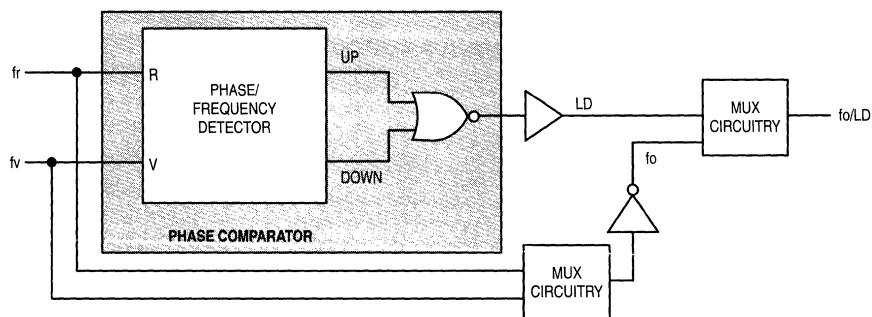 fr
R
UP
PHASE/
FREQUENCY
DETECTOR
LD
MUX
CIRCUITRY
fo/LD
fv
V
DOWN
fo
PHASE COMPARATOR
MUX
CIRCUITRY